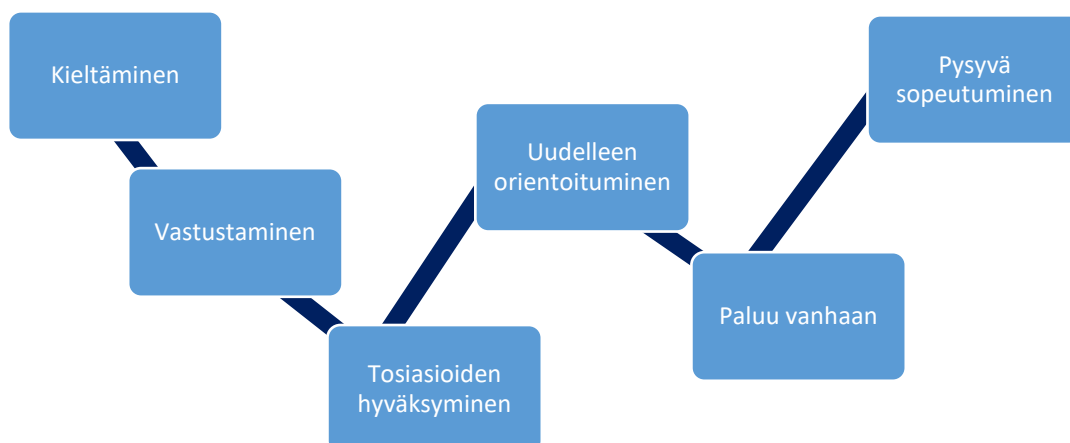 Kieltäminen
Vastustaminen
Tosiasioiden
hyväksyminen
Uudelleen
orientoituminen
Paluu vanhaan
Pysyvä
sopeutuminen